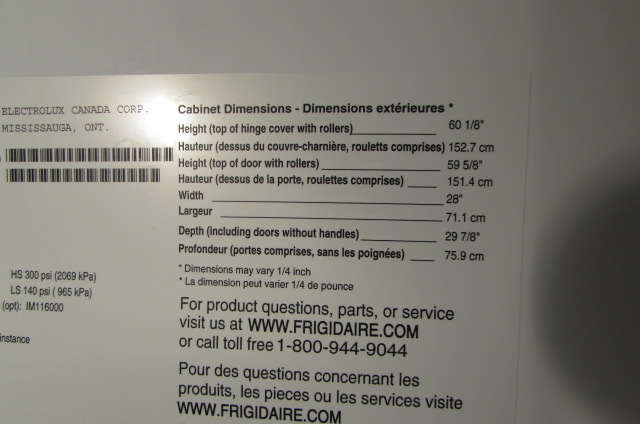 ELECTROLUX CANADA CORP.
MISSISSAUGA, ONT.
HS 300 psi (2069 kPa)
LS 140 psi ( 965 kPa)
(opt): IM116000
instance
Cabinet Dimensions - Dimensions extérieures *
Height (top of hinge cover with rollers) 60 1/8"
Hauteur (dessus du couvre-charnière, roulettes comprises) 152.7 cm
Height (top of door with rollers) 59 5/8"
Hauteur (dessus de la porte, roulettes comprises) 151.4 cm
Width 28"
Largeur 71.1 cm
Depth (including doors without handles) 29 7/8"
Profondeur (portes comprises, sans les poignées) 75.9 cm
* Dimensions may vary 1/4 inch
* La dimension peut varier 1/4 de pounce
For product questions, parts, or service
visit us at WWW.FRIGIDAIRE.COM
or call toll free 1-800-944-9044
Pour des questions concernant les
produits, les pieces ou les services visite
WWW.FRIGIDAIRE.COM